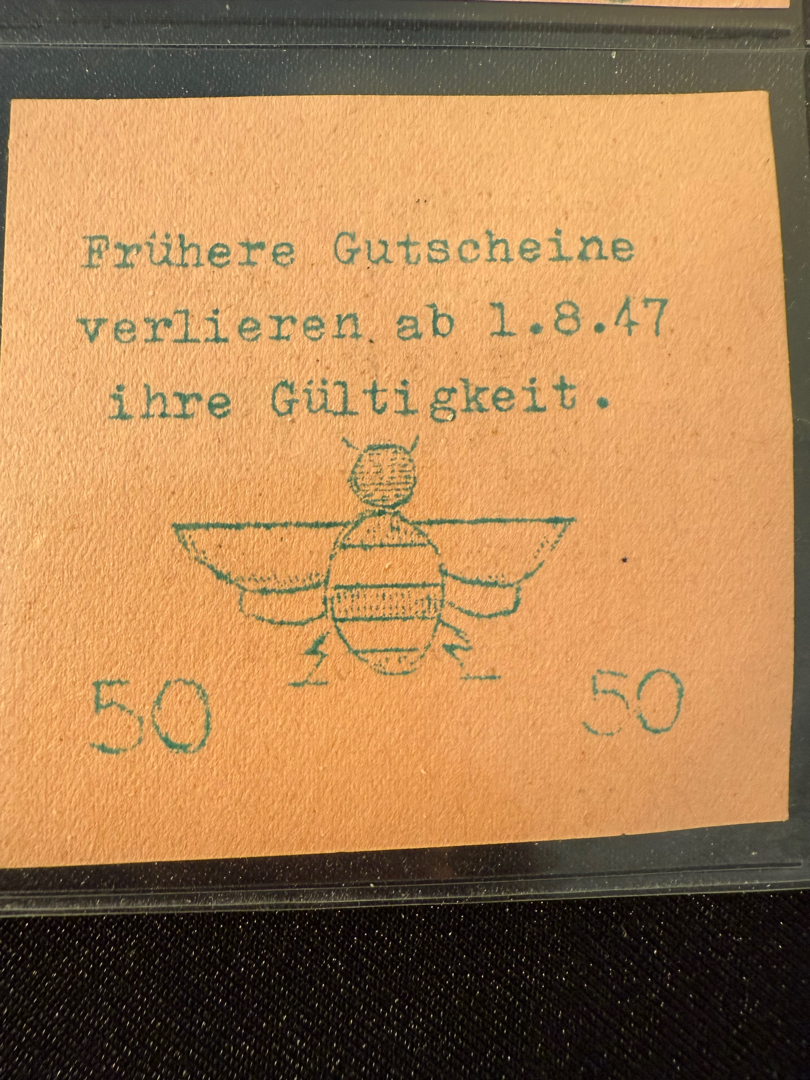 Frühere Gutscheine
verlieren ab 1.8.47
ihre Gültigkeit.
50 50